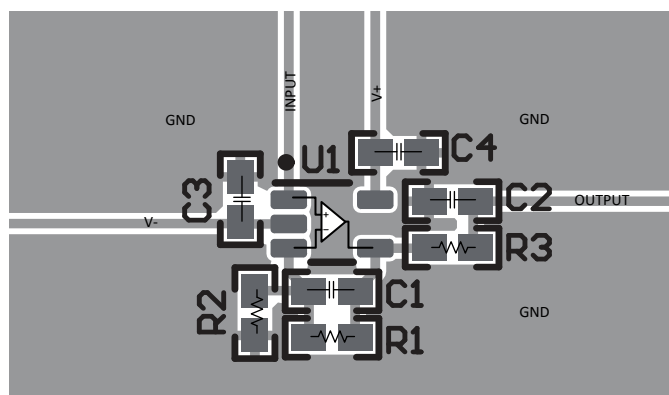 INPUT
V+
GND
GND
U1
C4
C3
C2
OUTPUT
V-
+
-
R3
C1
R2
R1
GND